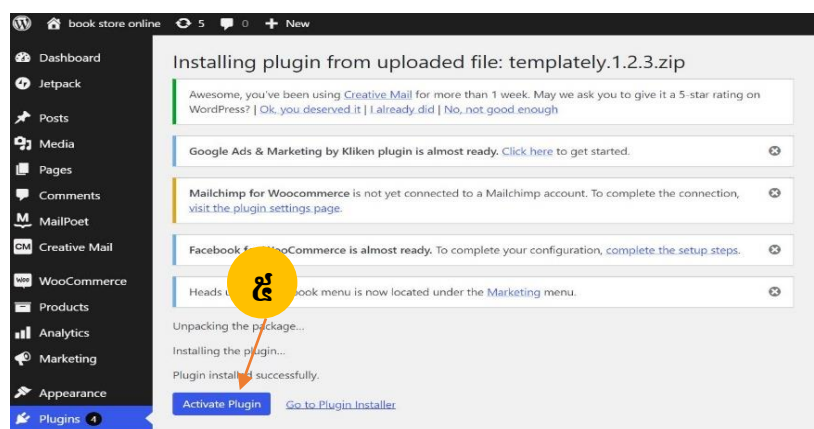 book store online 5 0 + New
Dashboard
Jetpack
Posts
Media
Pages
Comments
MailPoet
CM Creative Mail
Woo WooCommerce
Products
Analytics
Marketing
Appearance
Plugins 4
Installing plugin from uploaded file: templately.1.2.3.zip
Awesome, you've been using Creative Mail for more than 1 week. May we ask you to give it a 5-star rating on
WordPress? | Ok, you deserved it | I already did | No, not good enough
Google Ads & Marketing by Kliken plugin is almost ready. Click here to get started.
Mailchimp for Woocommerce is not yet connected to a Mailchimp account. To complete the connection,
visit the plugin settings page.
Facebook for WooCommerce is almost ready. To complete your configuration, complete the setup steps.
Heads menu is now located under the Marketing menu.
๕
Unpacking the package...
Installing the plugin...
Plugin installed successfully.
Activate Plugin Go to Plugin Installer